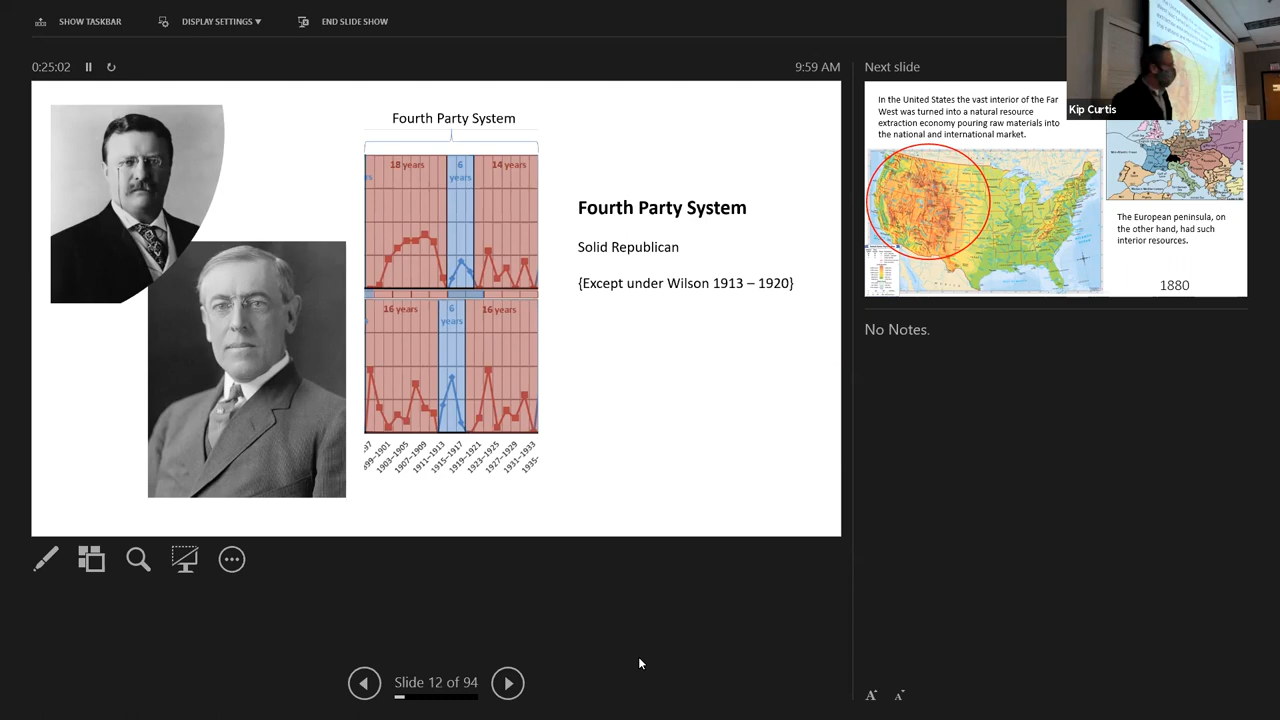 SHOW TASKBAR
DISPLAY SETTINGS ▼
END SLIDE SHOW
0:25:02
9:59 AM
Fourth Party System
18 years
6
years
14 years
16 years
6
years
16 years
1903–1905
1907–1909
1911–1913
1915–1917
1919–1921
1923–1925
1927–1929
1931–1933
1935-
Fourth Party System
Solid Republican
{Except under Wilson 1913 – 1920}
Next slide
Kip Curtis
In the United States the vast interior of the Far
West was turned into a natural resource
extraction economy pouring raw materials into
the national and international market.
The European peninsula, on
the other hand, had such
interior resources.
1880
No Notes.
Slide 12 of 94
A
A